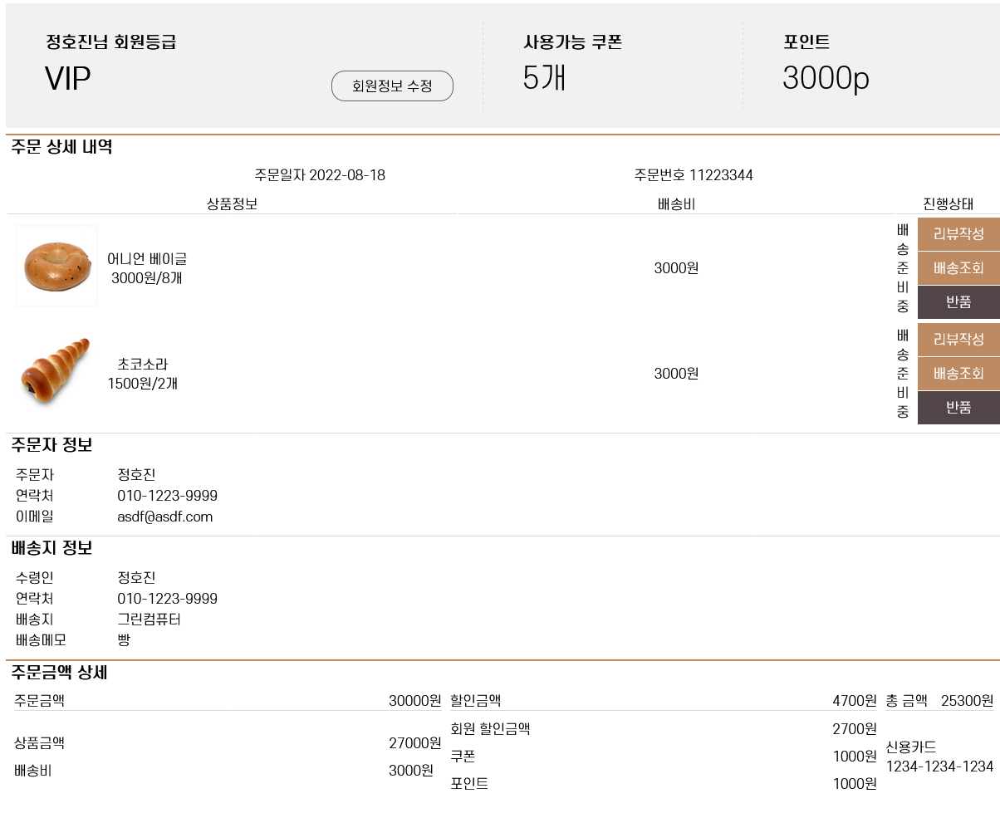 정호진님 회원등급
VIP
회원정보 수정
사용가능 쿠폰
5개
포인트
3000p
주문 상세 내역
주문일자 2022-08-18 주문번호 11223344
상품정보 배송비 진행상태
어니언 베이글
3000원/8개
3000원
배송준비중
리뷰작성
배송조회
반품
초코소라
1500원/2개
3000원
배송준비중
리뷰작성
배송조회
반품
주문자 정보
주문자 정호진
연락처 010-1223-9999
이메일 asdf@asdf.com
배송지 정보
수령인 정호진
연락처 010-1223-9999
배송지 그린컴퓨터
배송메모 빵
주문금액 상세
주문금액 30000원
상품금액 27000원
배송비 3000원
할인금액 4700원
회원 할인금액 2700원
쿠폰 1000원
포인트 1000원
총 금액 25300원
신용카드
1234-1234-1234